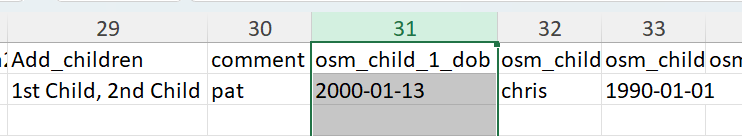 29 30 31 32 33
Add_children comment osm_child_1_dob osm_child osm_child osm
1st Child, 2nd Child pat 2000-01-13 chris 1990-01-01